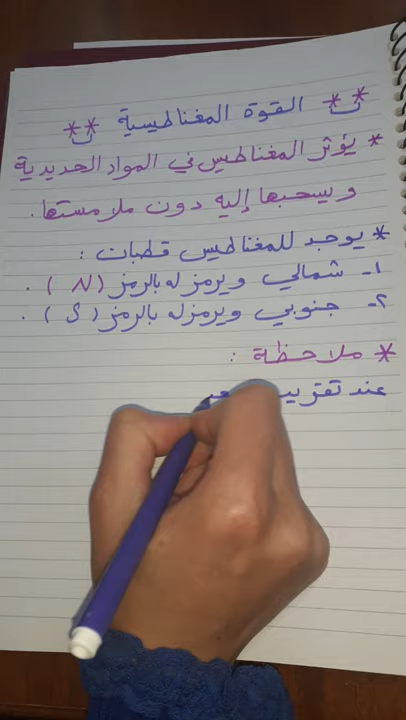 ** القوة المغناطيسية **
* يؤثر المغناطيس في المواد الحديدية
ويسحبها إليه دون ملامستها.
* يوجد للمغناطيس قطبان :
١- شمالي ويرمز له بالرمز (N) .
٢- جنوبي ويرمز له بالرمز (S) .
* ملاحظة :
عند تقريب